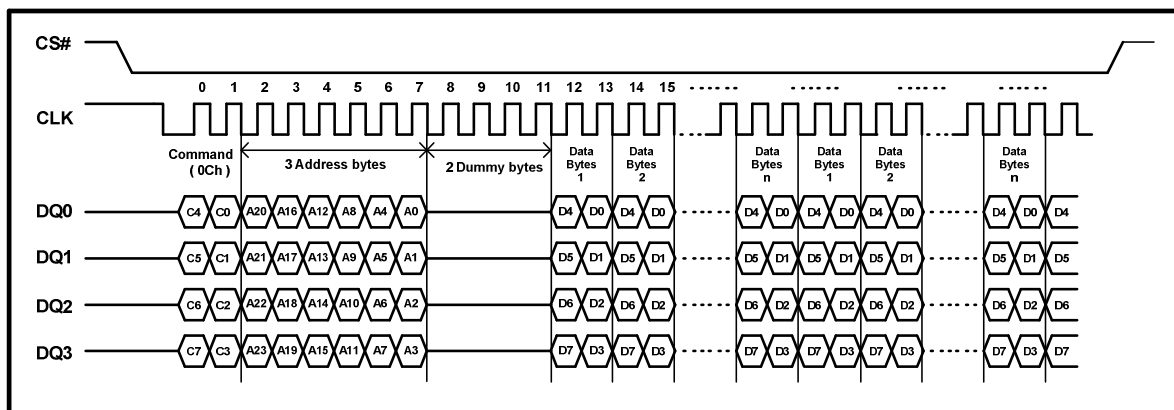 CS#
0 1 2 3 4 5 6 7 8 9 10 11 12 13 14 15
CLK
Command
( 0Ch )
3 Address bytes
2 Dummy bytes
Data
Bytes
1
Data
Bytes
2
Data
Bytes
n
Data
Bytes
1
Data
Bytes
2
Data
Bytes
n
DQ0 C4 C0 A20 A16 A12 A8 A4 A0 D4 D0 D4 D0 D4 D0 D4 D0 D4 D0 D4 D0 D4
DQ1 C5 C1 A21 A17 A13 A9 A5 A1 D5 D1 D5 D1 D5 D1 D5 D1 D5 D1 D5 D1 D5
DQ2 C6 C2 A22 A18 A14 A10 A6 A2 D6 D2 D6 D2 D6 D2 D6 D2 D6 D2 D6 D2 D6
DQ3 C7 C3 A23 A19 A15 A11 A7 A3 D7 D3 D7 D3 D7 D3 D7 D3 D7 D3 D7 D3 D7